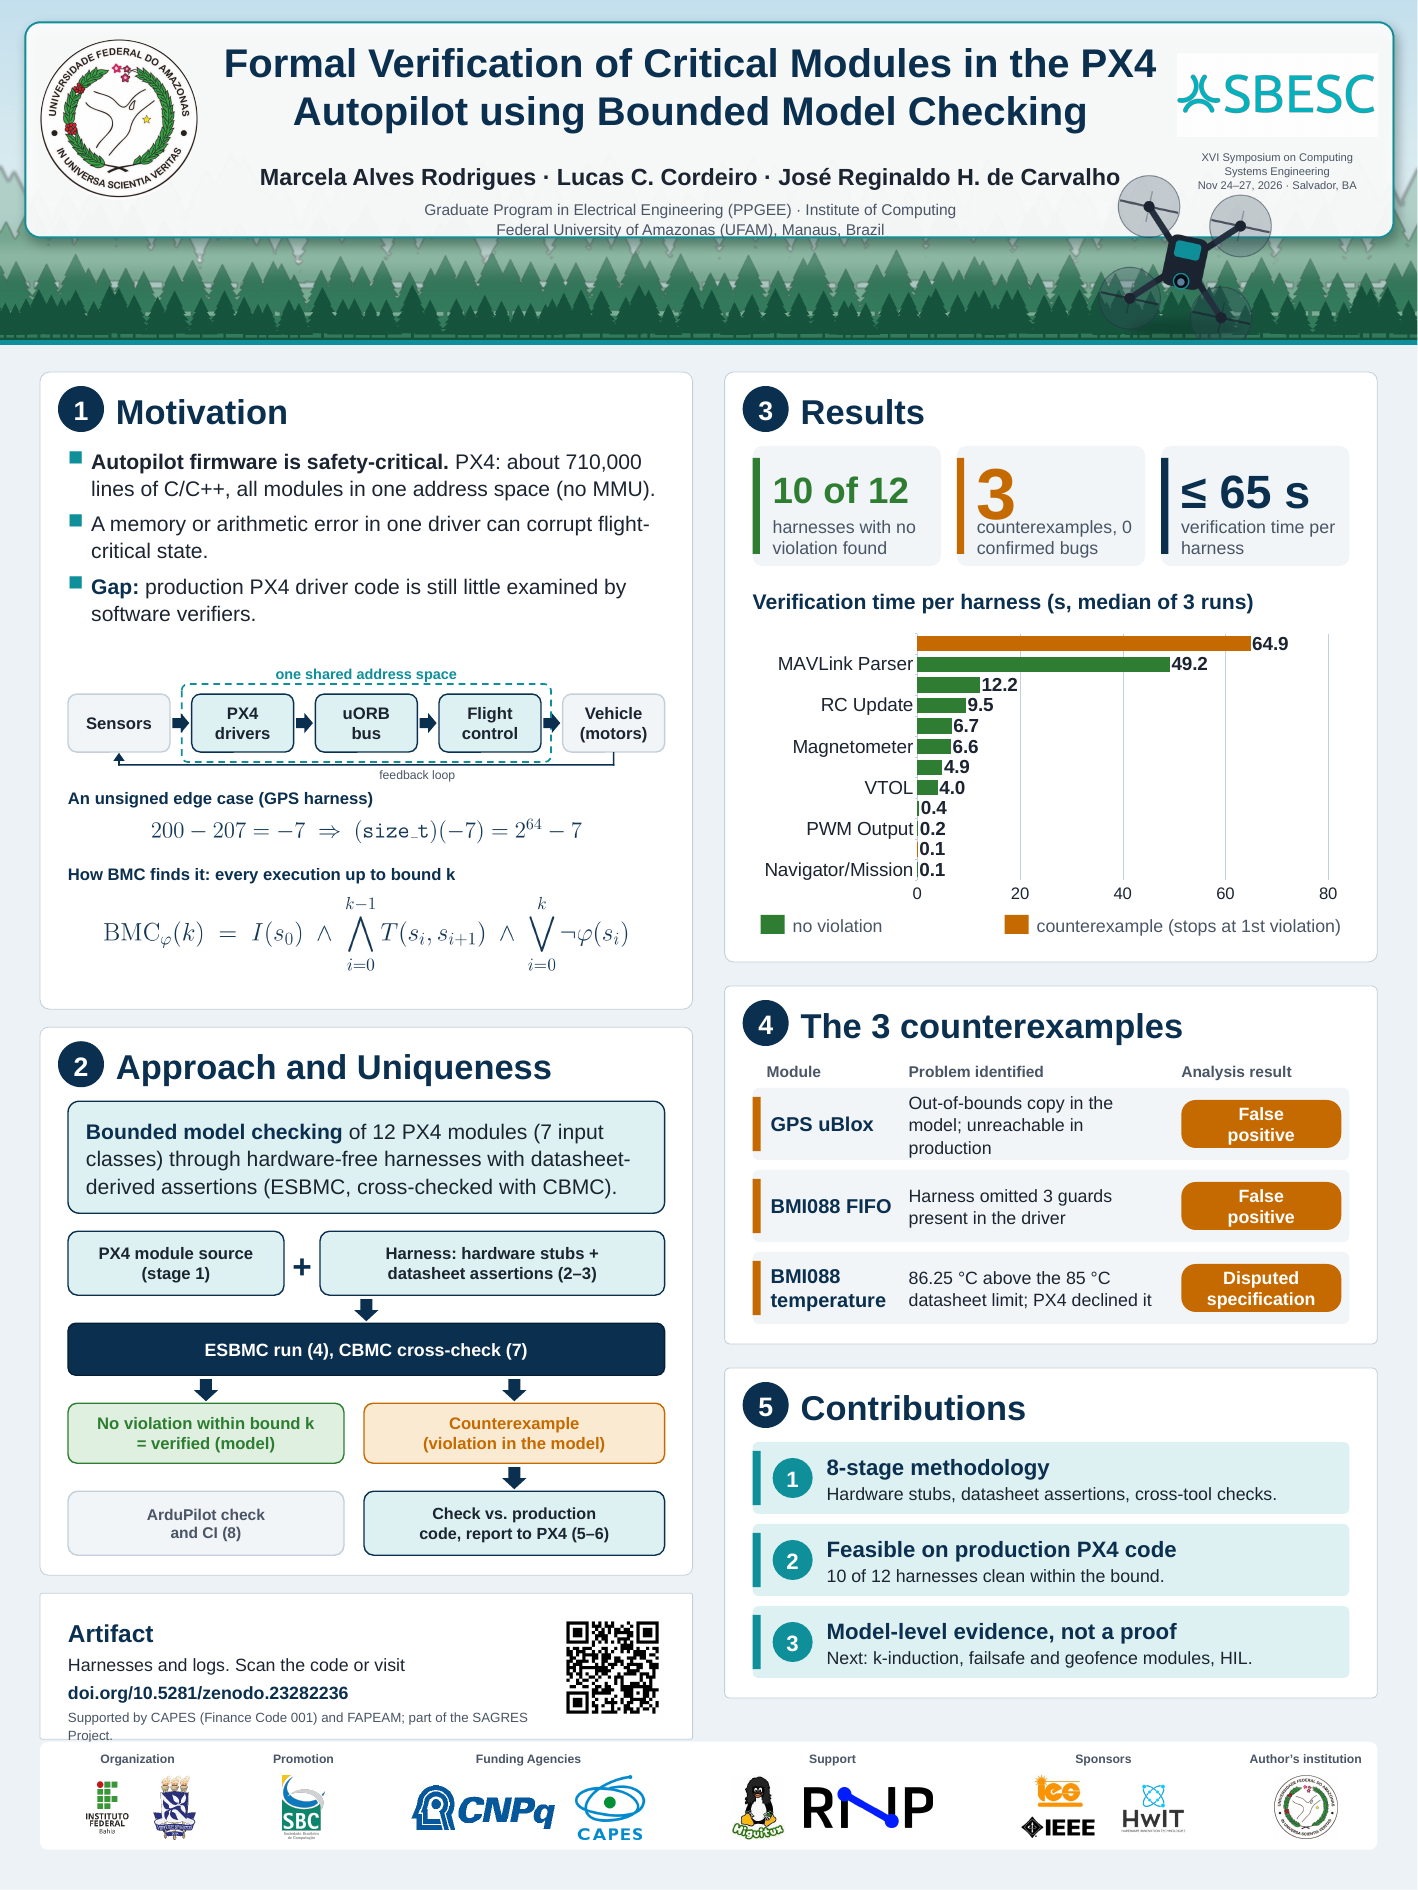 UNIVERSIDADE FEDERAL DO AMAZONAS
IN UNIVERSA SCIENTIA VERITAS
Formal Verification of Critical Modules in the PX4
Autopilot using Bounded Model Checking
Marcela Alves Rodrigues · Lucas C. Cordeiro · José Reginaldo H. de Carvalho
Graduate Program in Electrical Engineering (PPGEE) · Institute of Computing
Federal University of Amazonas (UFAM), Manaus, Brazil
SBESC
XVI Symposium on Computing
Systems Engineering
Nov 24–27, 2026 · Salvador, BA
1 Motivation
Autopilot firmware is safety-critical. PX4: about 710,000
lines of C/C++, all modules in one address space (no MMU).
A memory or arithmetic error in one driver can corrupt flight-
critical state.
Gap: production PX4 driver code is still little examined by
software verifiers.
one shared address space
Sensors
PX4
drivers
uORB
bus
Flight
control
Vehicle
(motors)
feedback loop
An unsigned edge case (GPS harness)
200 − 207 = −7 ⇒ (size_t)(−7) = 2^64 − 7
How BMC finds it: every execution up to bound k
BMC_φ(k) = I(s_0) ∧ ⋀_{i=0}^{k−1} T(s_i, s_{i+1}) ∧ ⋁_{i=0}^{k} ¬φ(s_i)
2 Approach and Uniqueness
Bounded model checking of 12 PX4 modules (7 input
classes) through hardware-free harnesses with datasheet-
derived assertions (ESBMC, cross-checked with CBMC).
PX4 module source
(stage 1)
+
Harness: hardware stubs +
datasheet assertions (2–3)
ESBMC run (4), CBMC cross-check (7)
No violation within bound k
= verified (model)
Counterexample
(violation in the model)
ArduPilot check
and CI (8)
Check vs. production
code, report to PX4 (5–6)
Artifact
Harnesses and logs. Scan the code or visit
doi.org/10.5281/zenodo.23282236
Supported by CAPES (Finance Code 001) and FAPEAM; part of the SAGRES
Project.
3 Results
10 of 12
harnesses with no
violation found
3
counterexamples, 0
confirmed bugs
≤ 65 s
verification time per
harness
Verification time per harness (s, median of 3 runs)
64.9
MAVLink Parser 49.2
12.2
RC Update 9.5
6.7
Magnetometer 6.6
4.9
VTOL 4.0
0.4
PWM Output 0.2
0.1
Navigator/Mission 0.1
0 20 40 60 80
no violation
counterexample (stops at 1st violation)
4 The 3 counterexamples
Module Problem identified Analysis result
GPS uBlox
Out-of-bounds copy in the
model; unreachable in
production
False
positive
BMI088 FIFO
Harness omitted 3 guards
present in the driver
False
positive
BMI088
temperature
86.25 °C above the 85 °C
datasheet limit; PX4 declined it
Disputed
specification
5 Contributions
1 8-stage methodology
Hardware stubs, datasheet assertions, cross-tool checks.
2 Feasible on production PX4 code
10 of 12 harnesses clean within the bound.
3 Model-level evidence, not a proof
Next: k-induction, failsafe and geofence modules, HIL.
Organization Promotion Funding Agencies Support Sponsors Author's institution
INSTITUTO
FEDERAL
Bahia
SBC
CNPq
CAPES
Higuitus
RNP
IEEE
HwIT